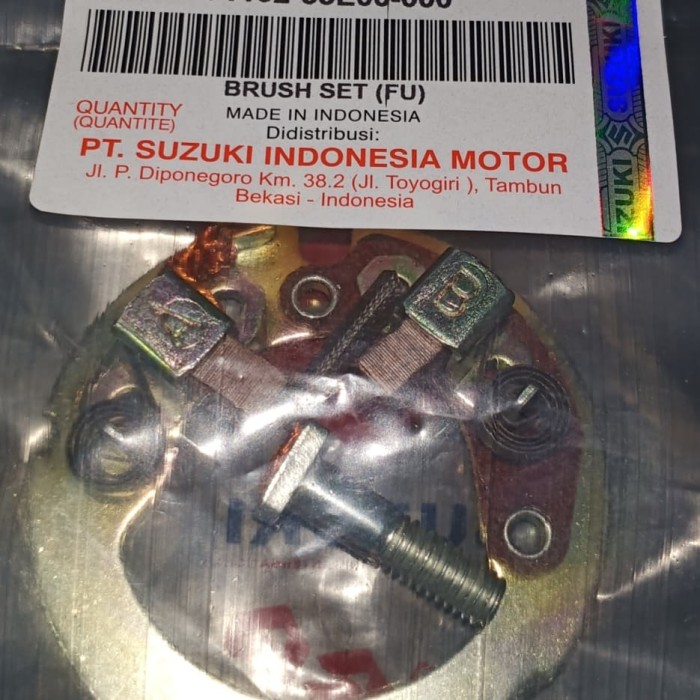 BRUSH SET (FU)
QUANTITY
(QUANTITE)
MADE IN INDONESIA
Didistribusi:
PT. SUZUKI INDONESIA MOTOR
Jl. P. Diponegoro Km. 38.2 (Jl. Toyogiri ), Tambun
Bekasi - Indonesia
SUZUKI
A
B